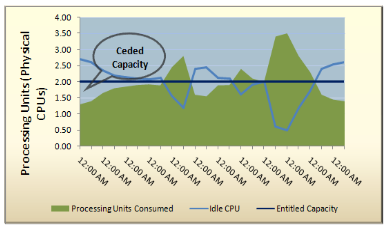 Processing Units (Physical CPUs)
4.00
3.50
3.00
2.50
2.00
1.50
1.00
0.50
0.00
Ceded
Capacity
12:00 AM
12:00 AM
12:00 AM
12:00 AM
12:00 AM
12:00 AM
12:00 AM
12:00 AM
12:00 AM
12:00 AM
12:00 AM
12:00 AM
Processing Units Consumed
Idle CPU
Entitled Capacity